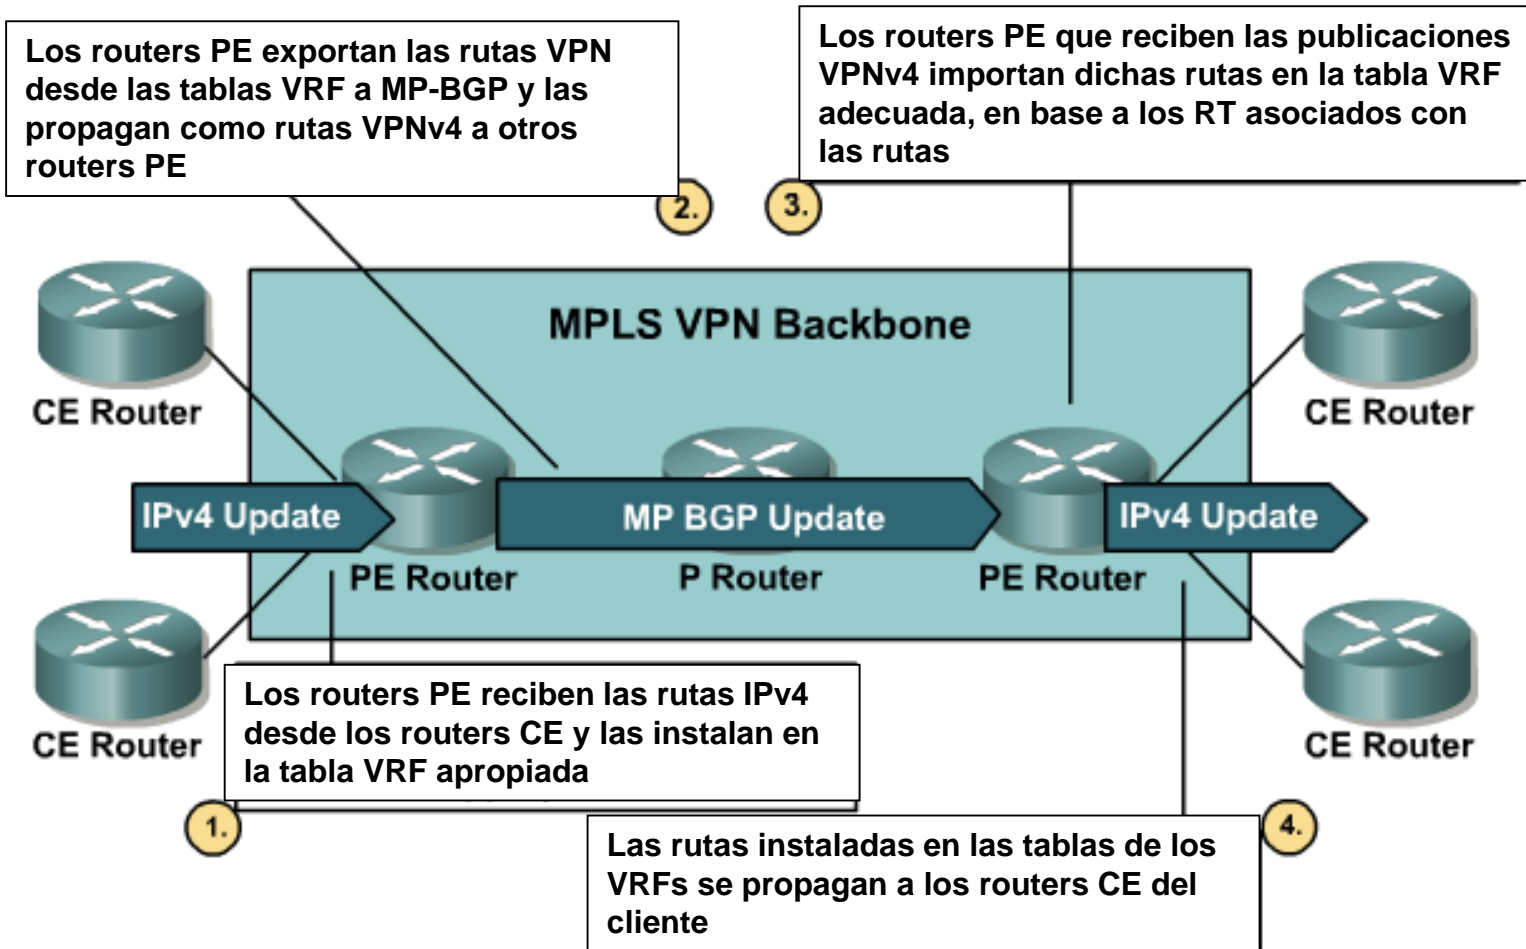 Los routers PE exportan las rutas VPN
desde las tablas VRF a MP-BGP y las
propagan como rutas VPNv4 a otros
routers PE
Los routers PE que reciben las publicaciones
VPNv4 importan dichas rutas en la tabla VRF
adecuada, en base a los RT asociados con
las rutas
2.
3.
MPLS VPN Backbone
CE Router
CE Router
IPv4 Update
MP BGP Update
IPv4 Update
PE Router
P Router
PE Router
CE Router
CE Router
Los routers PE reciben las rutas IPv4
desde los routers CE y las instalan en
la tabla VRF apropiada
1.
4.
Las rutas instaladas en las tablas de los
VRFs se propagan a los routers CE del
cliente